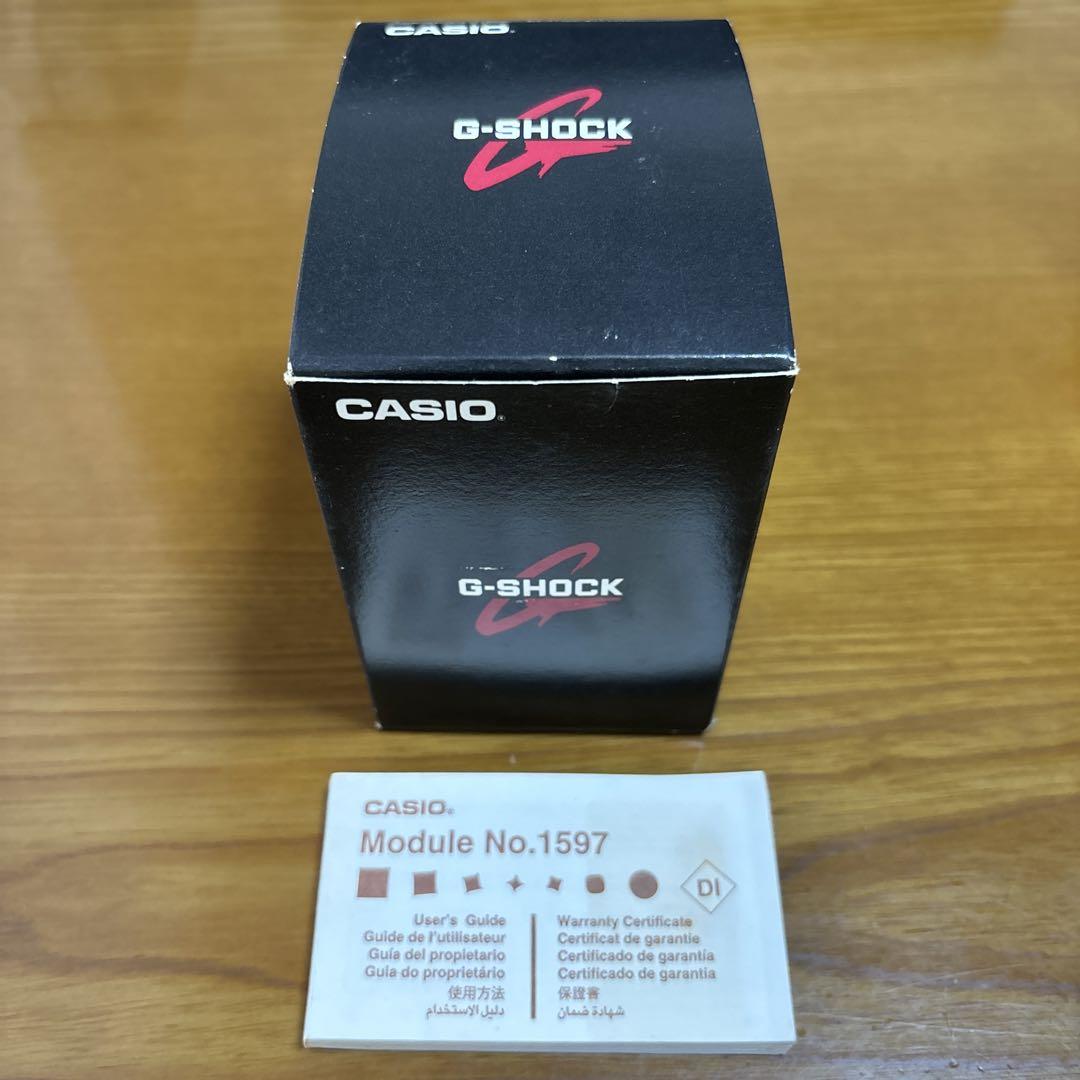 CASIO.
G-SHOCK
CASIO®
G-SHOCK
CASIO®
Module No.1597
DI
User's Guide
Guide de l'utilisateur
Guía del propietario
Guia do proprietário
使用方法
دليل الاستخدام
Warranty Certificate
Certificat de garantie
Certificado de garantía
Certificado de garantia
保證書
شهادة ضمان